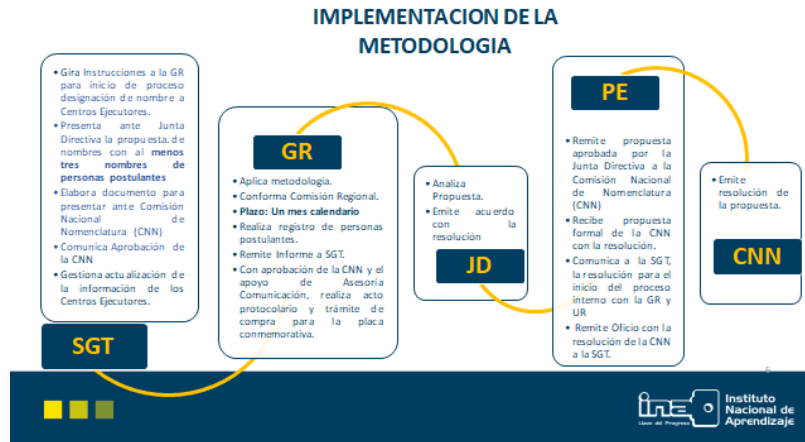 IMPLEMENTACION DE LA
METODOLOGIA
• Gira Instrucciones a la GR
para inicio de proceso
designación de nombre a
Centros Ejecutores.
• Presenta ante Junta
Directiva la propuesta. de
nombres con al menos
tres nombres de
personas postulantes
• Elabora documento para
presentar ante Comisión
Nacional de
Nomenclatura (CNN)
• Comunica Aprobación de
la CNN
• Gestiona actualización de
la información de los
Centros Ejecutores.
SGT
GR
• Aplica metodología.
• Conforma Comisión Regional.
• Plazo: Un mes calendario
• Realiza registro de personas
postulantes.
• Remite Informe a SGT.
• Con aprobación de la CNN y el
apoyo de Asesoría
Comunicación, realiza acto
protocolario y trámite de
compra para la placa
conmemorativa.
• Analiza
Propuesta.
• Emite acuerdo
con la
resolución
JD
PE
• Remite propuesta
aprobada por la
Junta Directiva a la
Comisión Nacional
de Nomenclatura
(CNN)
• Recibe propuesta
formal de la CNN
con la resolución.
• Comunica a la SGT,
la resolución para el
inicio del proceso
interno con la GR y
UR
• Remite Oficio con la
resolución de la CNN
a la SGT.
• Emite
resolución de
la propuesta.
CNN
ina
Llave del Progreso
Instituto
Nacional de
Aprendizaje